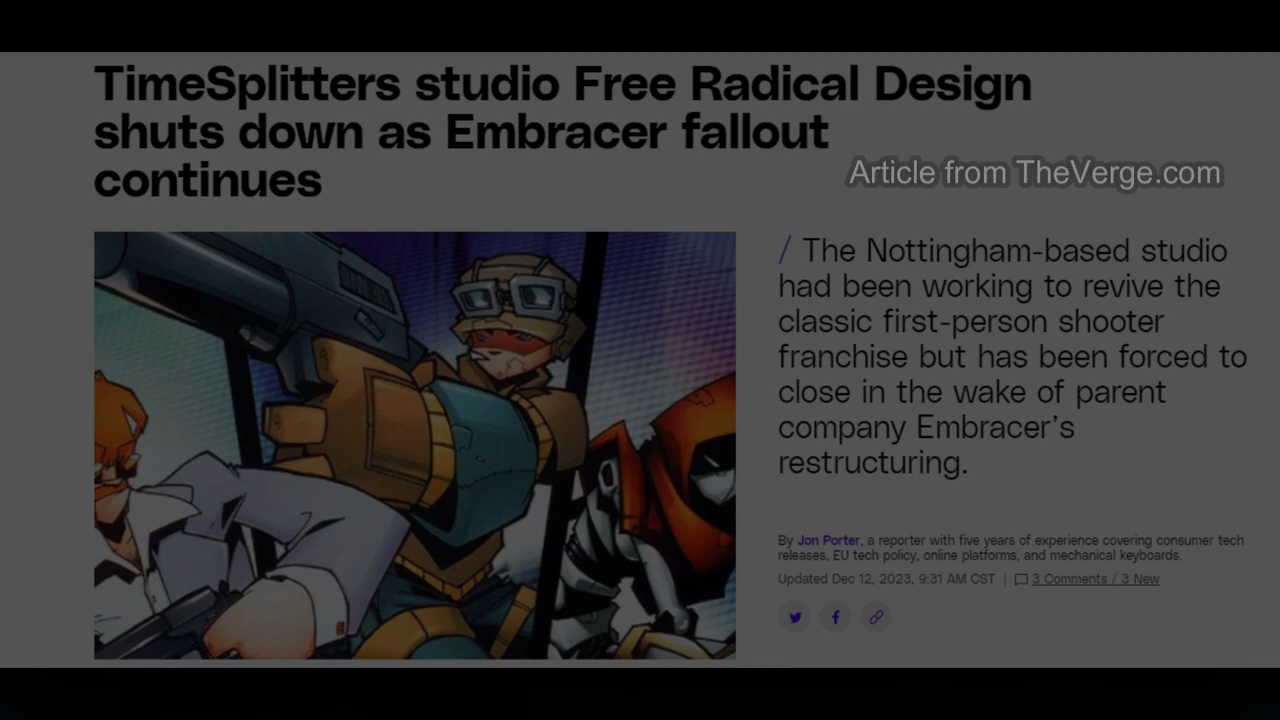 TimeSplitters studio Free Radical Design
shuts down as Embracer fallout
continues
Article from TheVerge.com
/ The Nottingham-based studio
had been working to revive the
classic first-person shooter
franchise but has been forced to
close in the wake of parent
company Embracer’s
restructuring.
By Jon Porter, a reporter with five years of experience covering consumer tech
releases, EU tech policy, online platforms, and mechanical keyboards.
Updated Dec 12, 2023, 9:31 AM CST | 3 Comments / 3 New